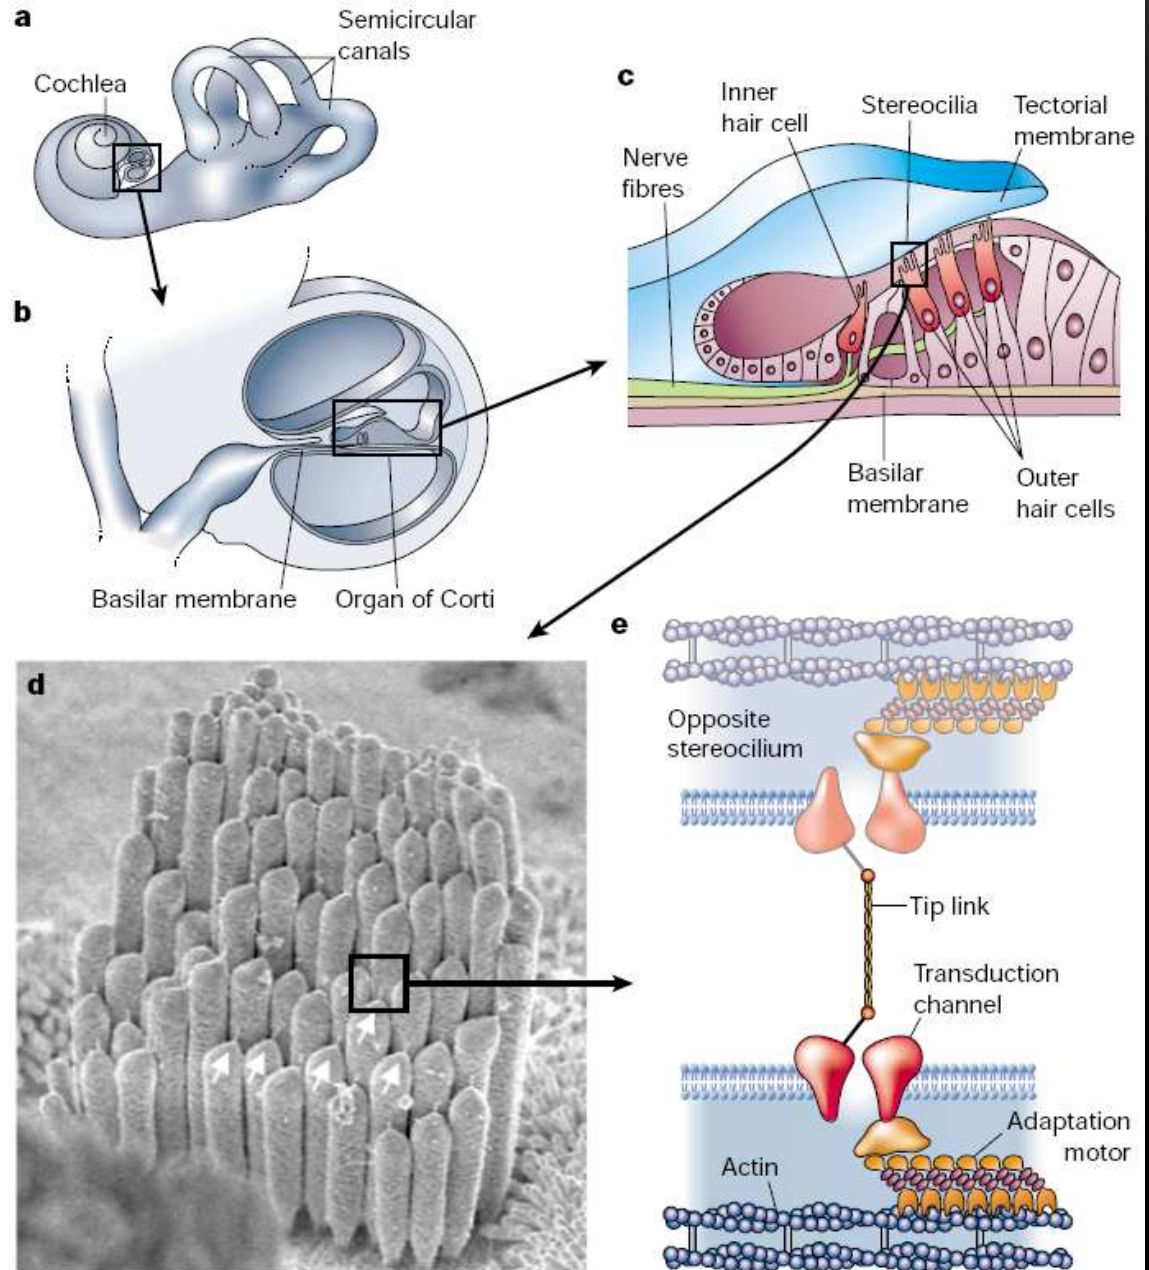 a
Semicircular
canals
Cochlea
b
Basilar membrane
Organ of Corti
c
Inner
hair cell
Stereocilia
Tectorial
membrane
Nerve
fibres
Basilar
membrane
Outer
hair cells
d
e
Opposite
stereocilium
Tip link
Transduction
channel
Adaptation
motor
Actin